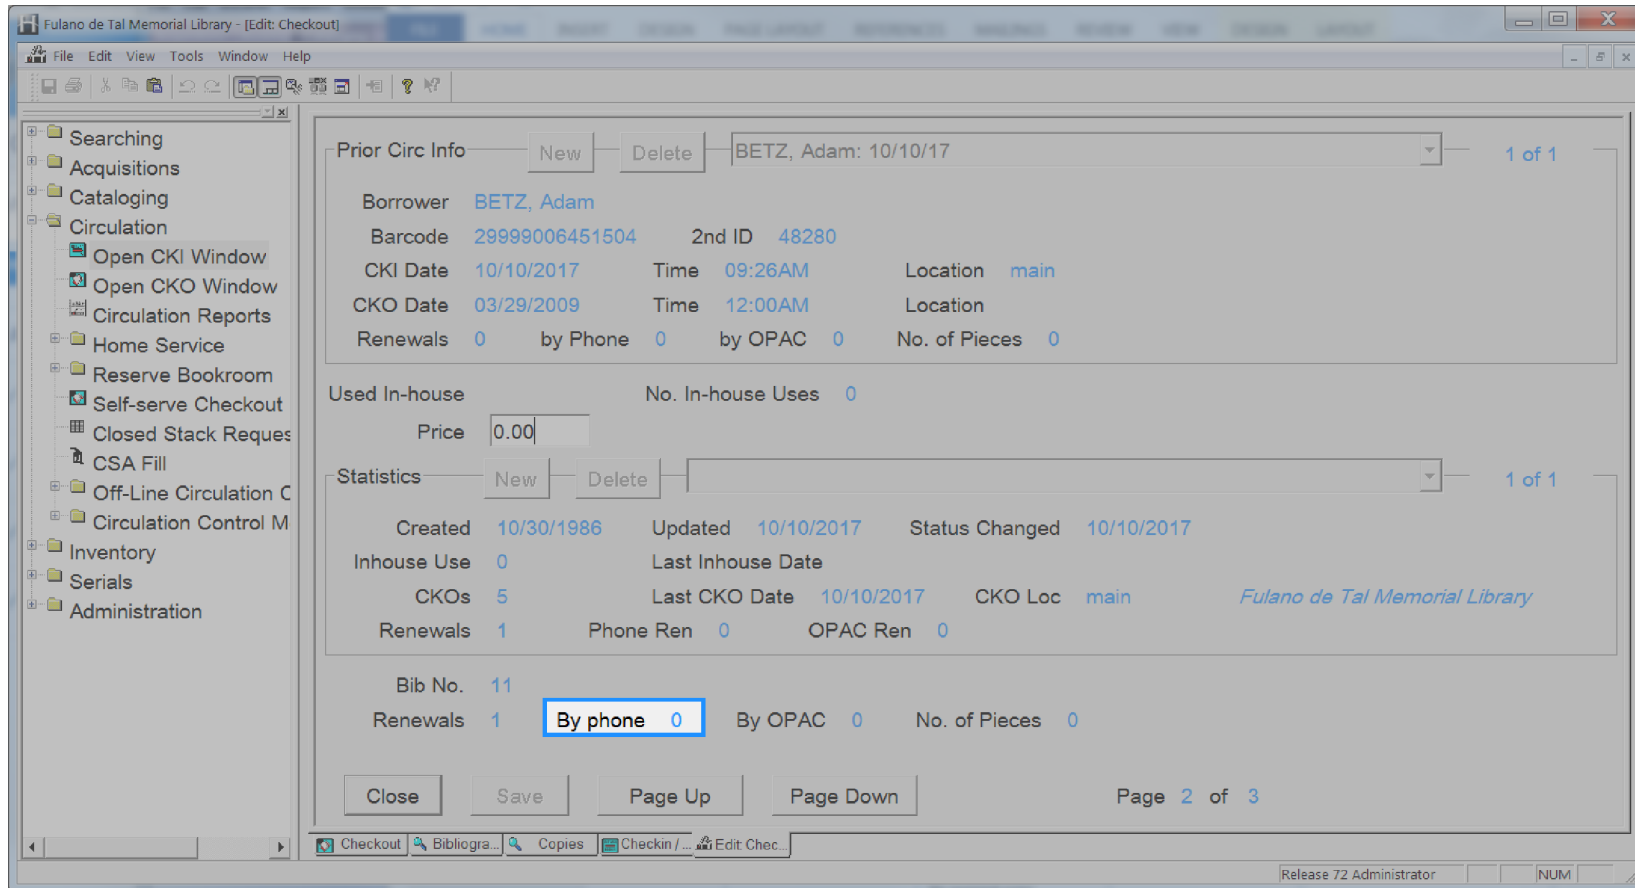 Fulano de Tal Memorial Library - [Edit: Checkout]
File Edit View Tools Window Help
Searching
Acquisitions
Cataloging
Circulation
Open CKI Window
Open CKO Window
Circulation Reports
Home Service
Reserve Bookroom
Self-serve Checkout
Closed Stack Reques
CSA Fill
Off-Line Circulation C
Circulation Control M
Inventory
Serials
Administration
Prior Circ Info New Delete BETZ, Adam: 10/10/17 1 of 1
Borrower BETZ, Adam
Barcode 29999006451504 2nd ID 48280
CKI Date 10/10/2017 Time 09:26AM Location main
CKO Date 03/29/2009 Time 12:00AM Location
Renewals 0 by Phone 0 by OPAC 0 No. of Pieces 0
Used In-house No. In-house Uses 0
Price 0.00
Statistics New Delete 1 of 1
Created 10/30/1986 Updated 10/10/2017 Status Changed 10/10/2017
Inhouse Use 0 Last Inhouse Date
CKOs 5 Last CKO Date 10/10/2017 CKO Loc main Fulano de Tal Memorial Library
Renewals 1 Phone Ren 0 OPAC Ren 0
Bib No. 11
Renewals 1 By phone 0 By OPAC 0 No. of Pieces 0
Close Save Page Up Page Down Page 2 of 3
Checkout Bibliogra... Copies Checkin / ... Edit Chec...
Release 72 Administrator NUM